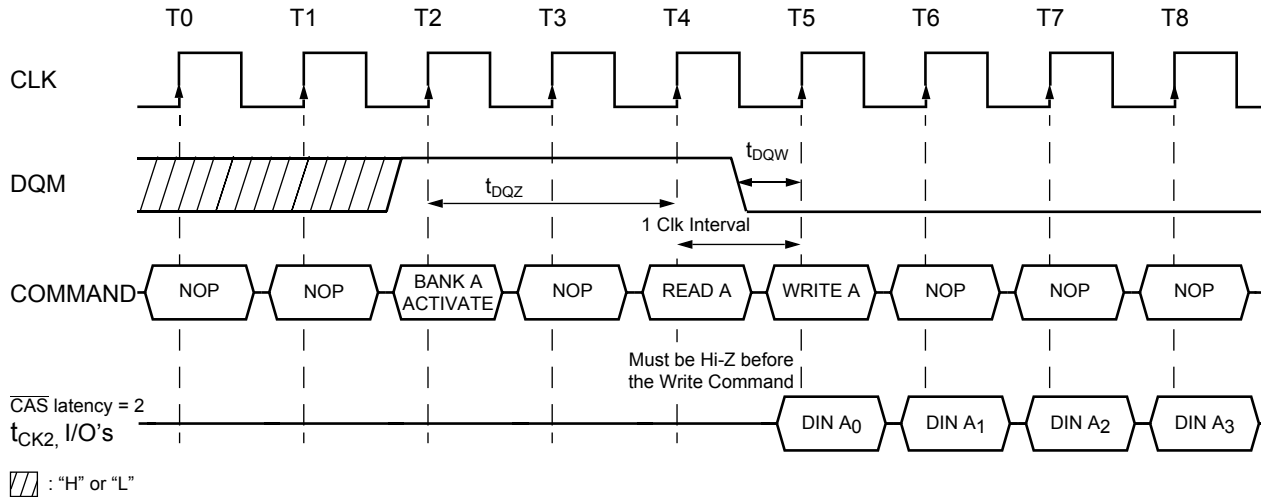 T0 T1 T2 T3 T4 T5 T6 T7 T8
CLK
tDQW
DQM
tDQZ
1 Clk Interval
COMMAND NOP NOP BANK A ACTIVATE NOP READ A WRITE A NOP NOP NOP
Must be Hi-Z before
the Write Command
CAS latency = 2
tCK2, I/O's DIN A0 DIN A1 DIN A2 DIN A3
: “H” or “L”